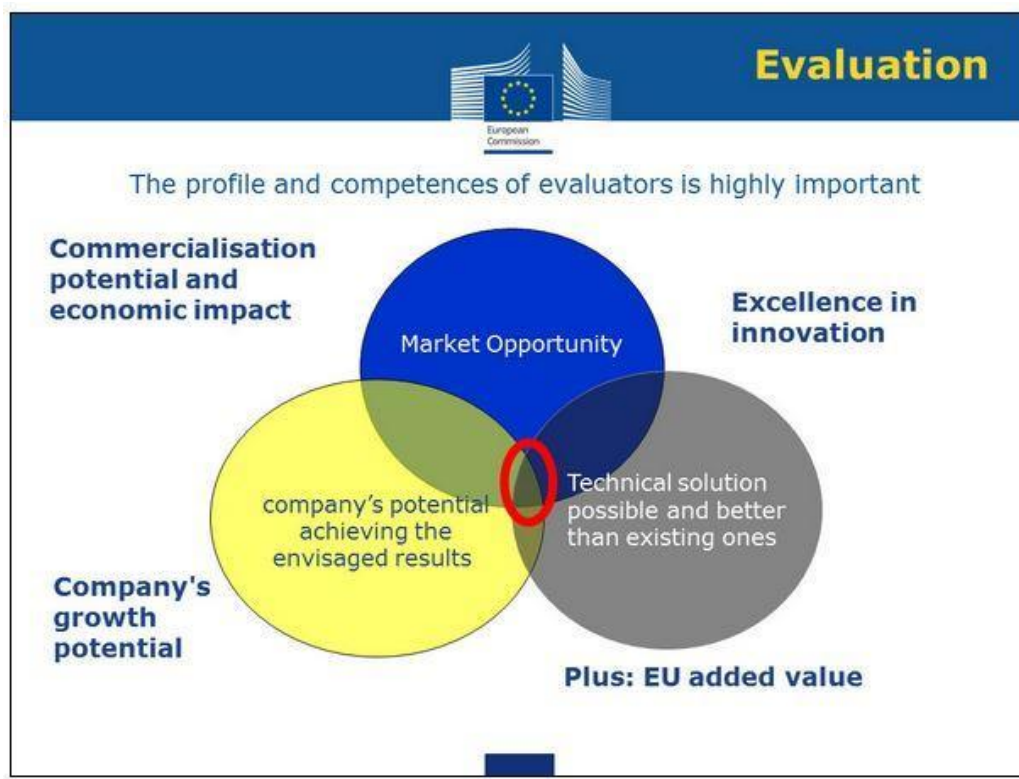 Evaluation
European
Commission
The profile and competences of evaluators is highly important
Commercialisation
potential and
economic impact
Excellence in
innovation
Market Opportunity
company's potential
achieving the
envisaged results
Technical solution
possible and better
than existing ones
Company's
growth
potential
Plus: EU added value